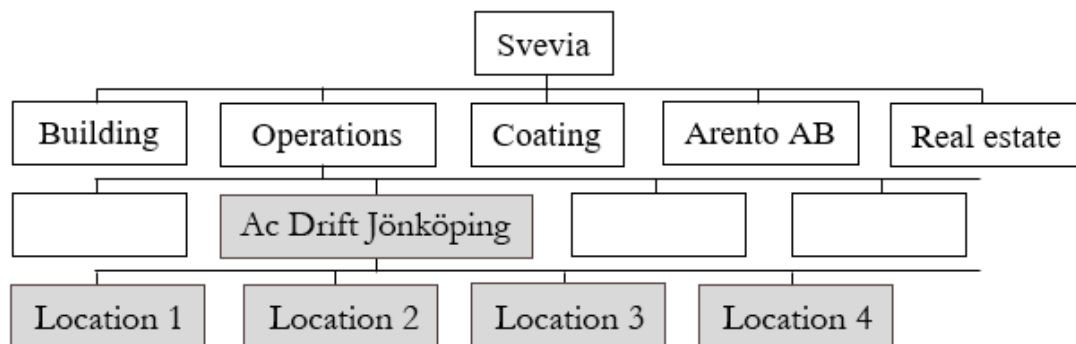 Svevia
Building Operations Coating Arento AB Real estate
Ac Drift Jönköping
Location 1 Location 2 Location 3 Location 4